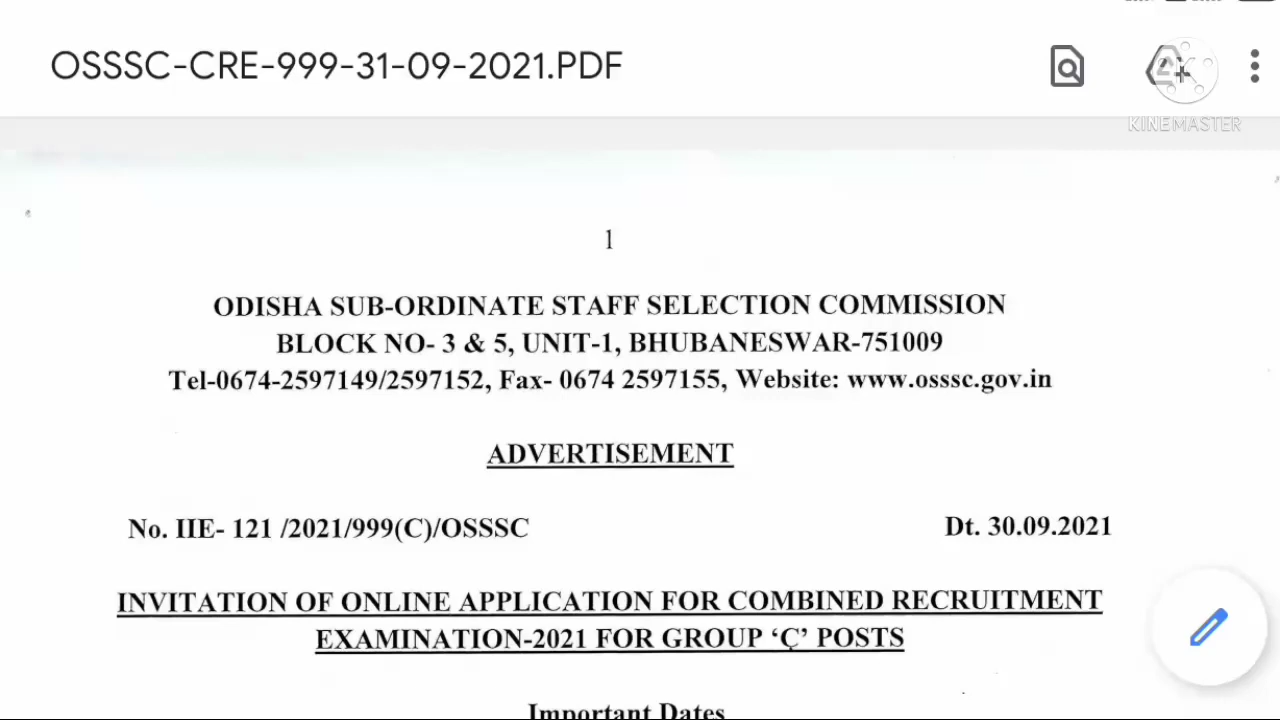 OSSSC-CRE-999-31-09-2021.PDF
KINEMASTER
1
ODISHA SUB-ORDINATE STAFF SELECTION COMMISSION
BLOCK NO- 3 & 5, UNIT-1, BHUBANESWAR-751009
Tel-0674-2597149/2597152, Fax- 0674 2597155, Website: www.osssc.gov.in
ADVERTISEMENT
No. IIE- 121 /2021/999(C)/OSSSC Dt. 30.09.2021
INVITATION OF ONLINE APPLICATION FOR COMBINED RECRUITMENT
EXAMINATION-2021 FOR GROUP ‘Ç’ POSTS
Important Dates